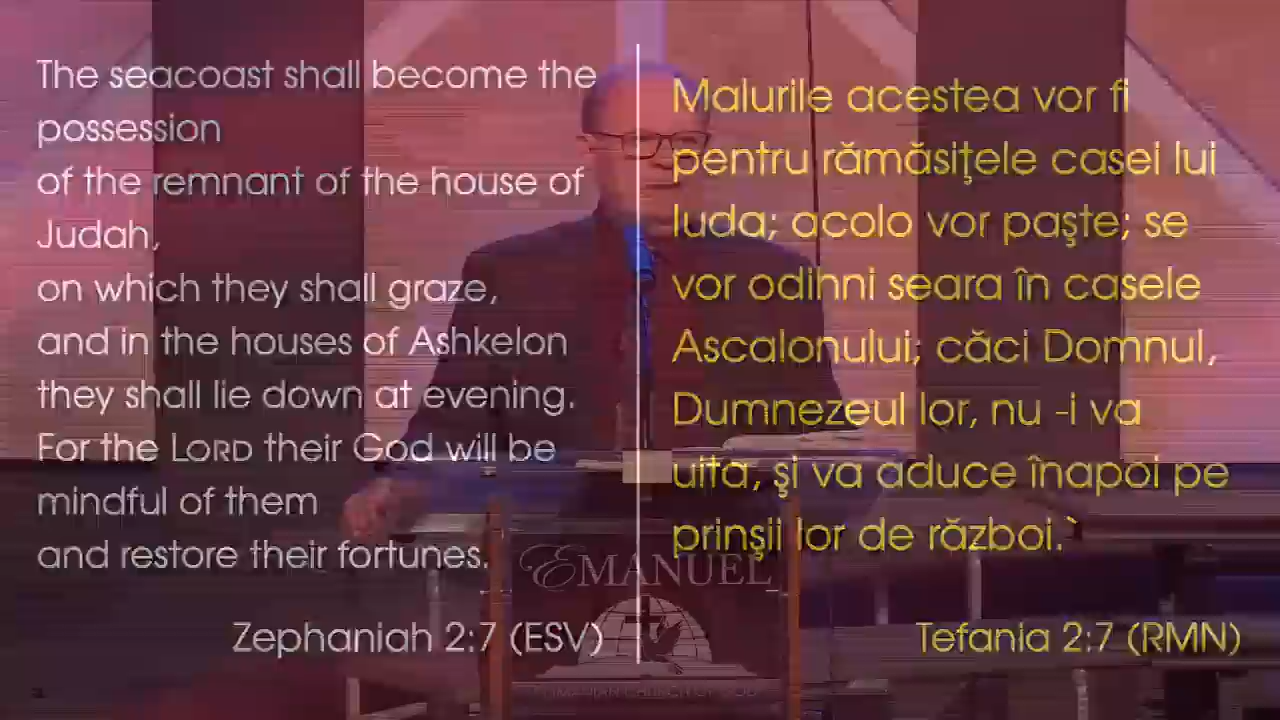 The seacoast shall become the
possession
of the remnant of the house of
Judah,
on which they shall graze,
and in the houses of Ashkelon
they shall lie down at evening.
For the LORD their God will be
mindful of them
and restore their fortunes.
Zephaniah 2:7 (ESV)
Malurile acestea vor fi
pentru rămăsiţele casei lui
Iuda; acolo vor paşte; se
vor odihni seara în casele
Ascalonului; căci Domnul,
Dumnezeul lor, nu -i va
uita, şi va aduce înapoi pe
prinşii lor de război.`
Tefania 2:7 (RMN)
EMANUEL
ROMANIAN CHURCH OF GOD